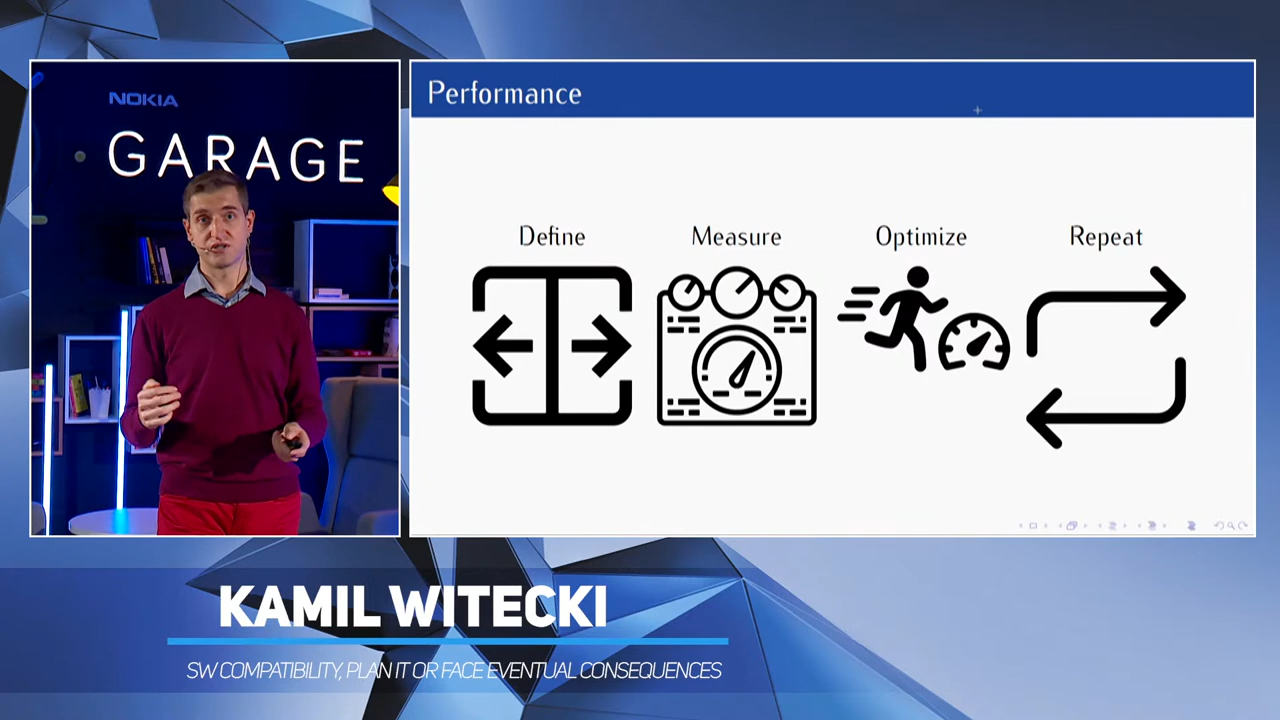 NOKIA
GARAGE
Performance
Define
Measure
Optimize
Repeat
KAMIL WITECKI
SW COMPATIBILITY, PLAN IT OR FACE EVENTUAL CONSEQUENCES